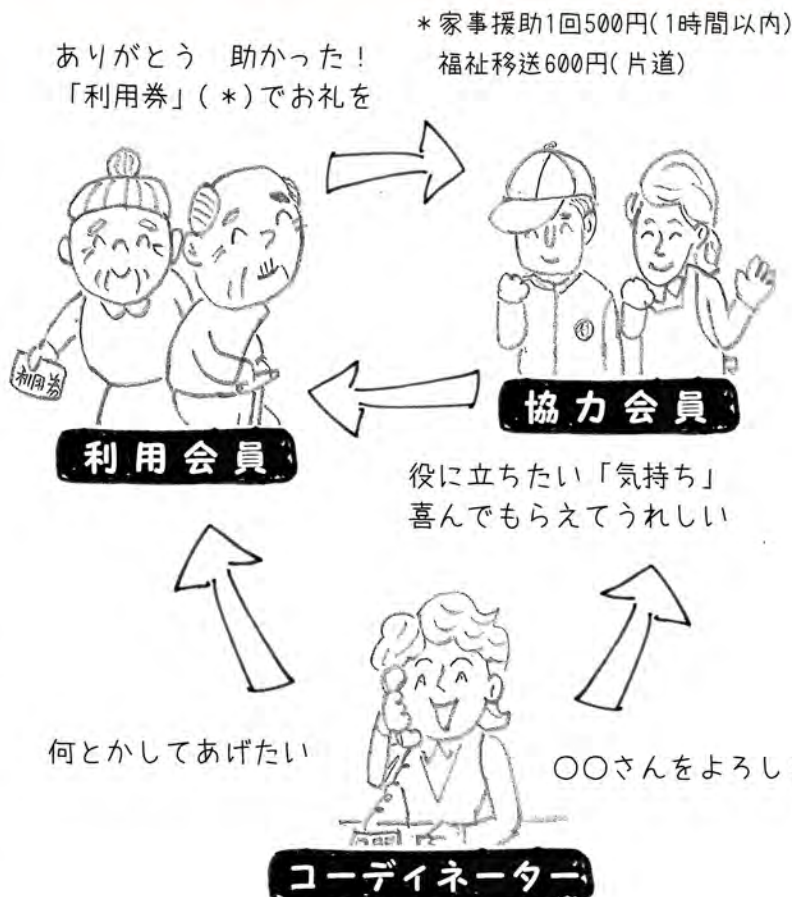 *家事援助1回500円(1時間以内)
福祉移送600円(片道)
ありがとう 助かった!
「利用券」(*)でお礼を
利用券
利用会員
協力会員
役に立ちたい「気持ち」
喜んでもらえてうれしい
何とかしてあげたい
〇〇さんをよろし
コーディネーター